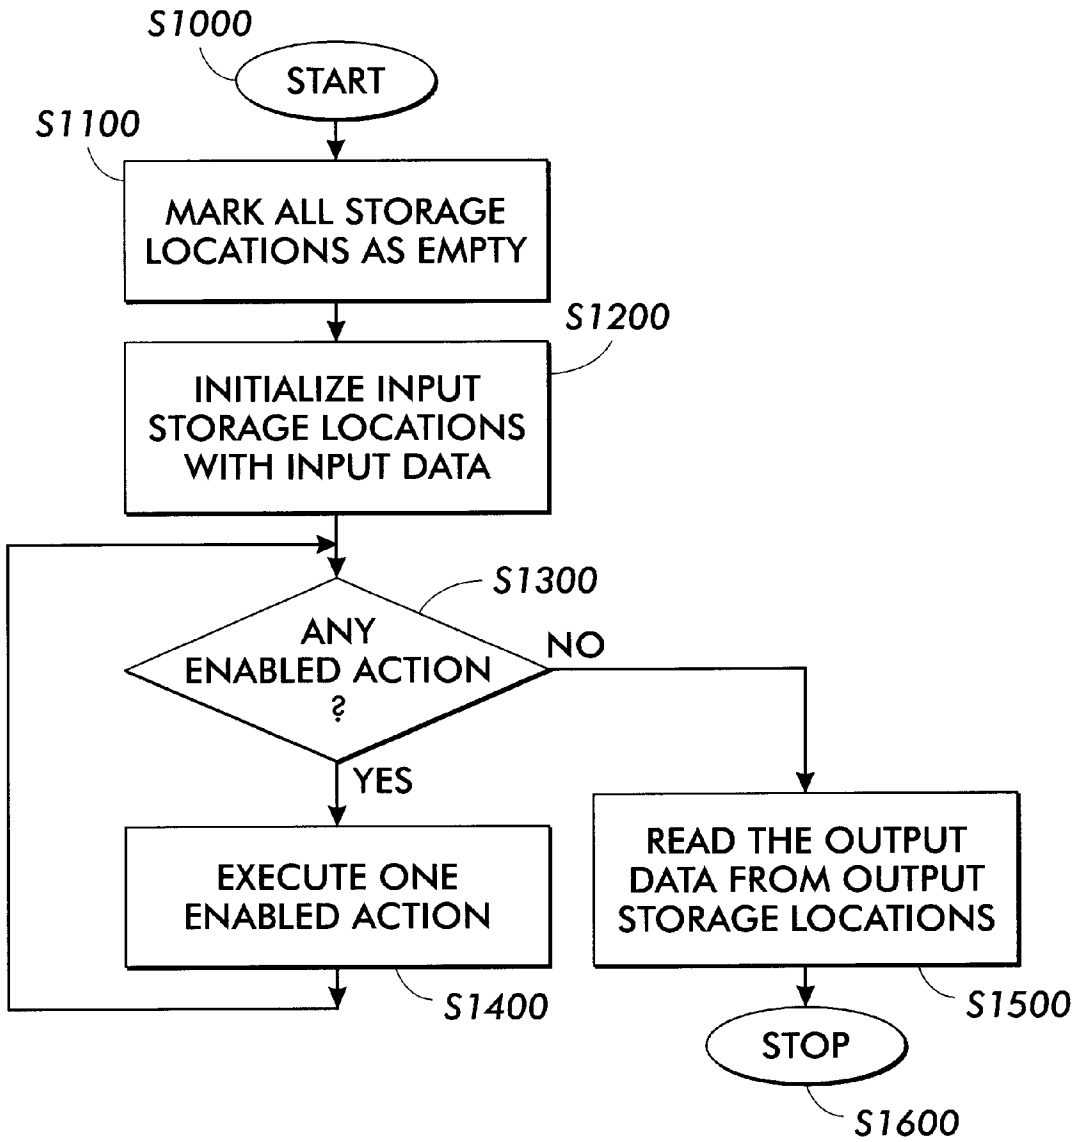 S1000
START
S1100
MARK ALL STORAGE
LOCATIONS AS EMPTY
S1200
INITIALIZE INPUT
STORAGE LOCATIONS
WITH INPUT DATA
S1300
ANY
ENABLED ACTION
?
NO
YES
EXECUTE ONE
ENABLED ACTION
S1400
READ THE OUTPUT
DATA FROM OUTPUT
STORAGE LOCATIONS
S1500
STOP
S1600